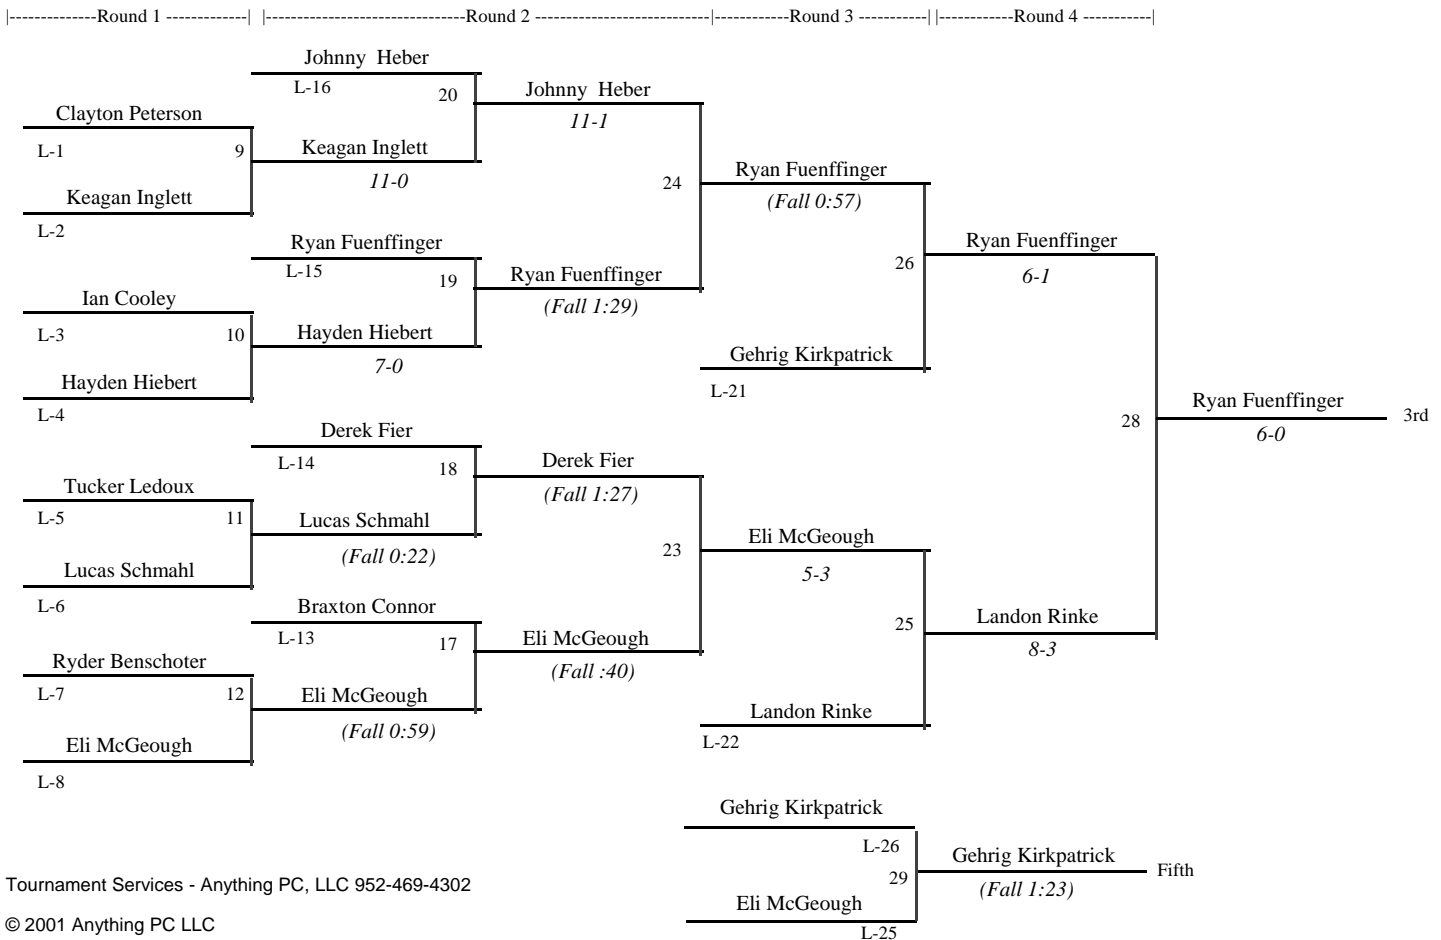 |--------------Round 1 -------------| |--------------------------------Round 2 ----------------------------|------------Round 3 -----------| |------------Round 4 -----------|
Johnny  Heber
L-16
20
Johnny  Heber
11-1
Clayton Peterson
L-1
9
Keagan Inglett
11-0
Keagan Inglett
L-2
24
Ryan Fuenffinger
(Fall 0:57)
Ryan Fuenffinger
L-15
19
Ryan Fuenffinger
(Fall 1:29)
26
Ryan Fuenffinger
6-1
Ian Cooley
L-3
10
Hayden Hiebert
7-0
Hayden Hiebert
L-4
Gehrig Kirkpatrick
L-21
28
Ryan Fuenffinger
6-0
3rd
Derek Fier
L-14
18
Derek Fier
(Fall 1:27)
Tucker Ledoux
L-5
11
Lucas Schmahl
(Fall 0:22)
Lucas Schmahl
L-6
23
Eli McGeough
5-3
Braxton Connor
L-13
17
Eli McGeough
(Fall :40)
25
Landon Rinke
8-3
Ryder Benschoter
L-7
12
Eli McGeough
(Fall 0:59)
Eli McGeough
L-8
Landon Rinke
L-22
Gehrig Kirkpatrick
L-26
29
Gehrig Kirkpatrick
(Fall 1:23)
Fifth
Eli McGeough
L-25
Tournament Services - Anything PC, LLC 952-469-4302
© 2001 Anything PC LLC